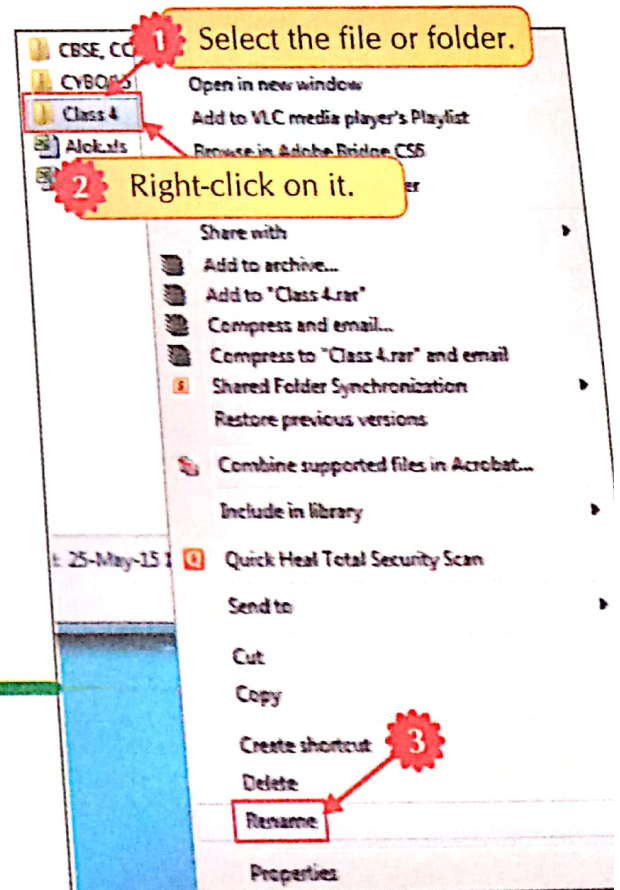 1 Select the file or folder.
CBSE, CC
CYBO
Open in new window
Class 4
Add to VLC media player's Playlist
Alok.xls
Browse in Adobe Bridge CS6
2 Right-click on it.
er
Share with
Add to archive...
Add to "Class 4.rar"
Compress and email...
Compress to "Class 4.rar" and email
S Shared Folder Synchronization
Restore previous versions
Combine supported files in Acrobat...
Include in library
25-May-15 1
Q Quick Heal Total Security Scan
Send to
Cut
Copy
Create shortcut
3
Delete
Rename
Properties